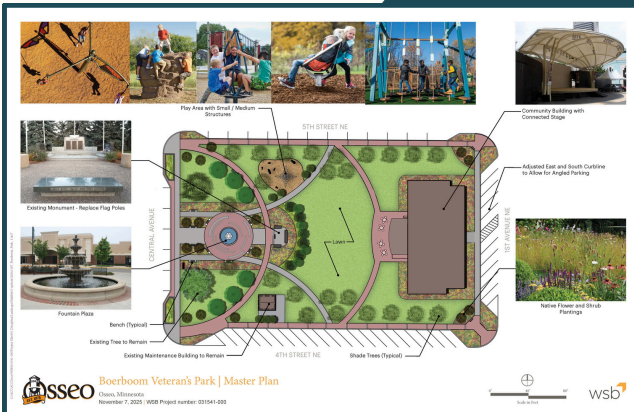 Play Area with Small / Medium
Structures
Community Building with
Connected Stage
5TH STREET NE
Adjusted East and South Curbline
to Allow for Angled Parking
Existing Monument - Replace Flag Poles
CENTRAL AVENUE
Lawn
1ST AVENUE NE
Fountain Plaza
Native Flower and Shrub
Plantings
Bench (Typical)
Existing Tree to Remain
Existing Maintenance Building to Remain
4TH STREET NE
Shade Trees (Typical)
OSSEO
Boerboom Veteran's Park | Master Plan
Osseo, Minnesota
November 7, 2025 | WSB Project number: 031541-000
Scale in Feet
wsb